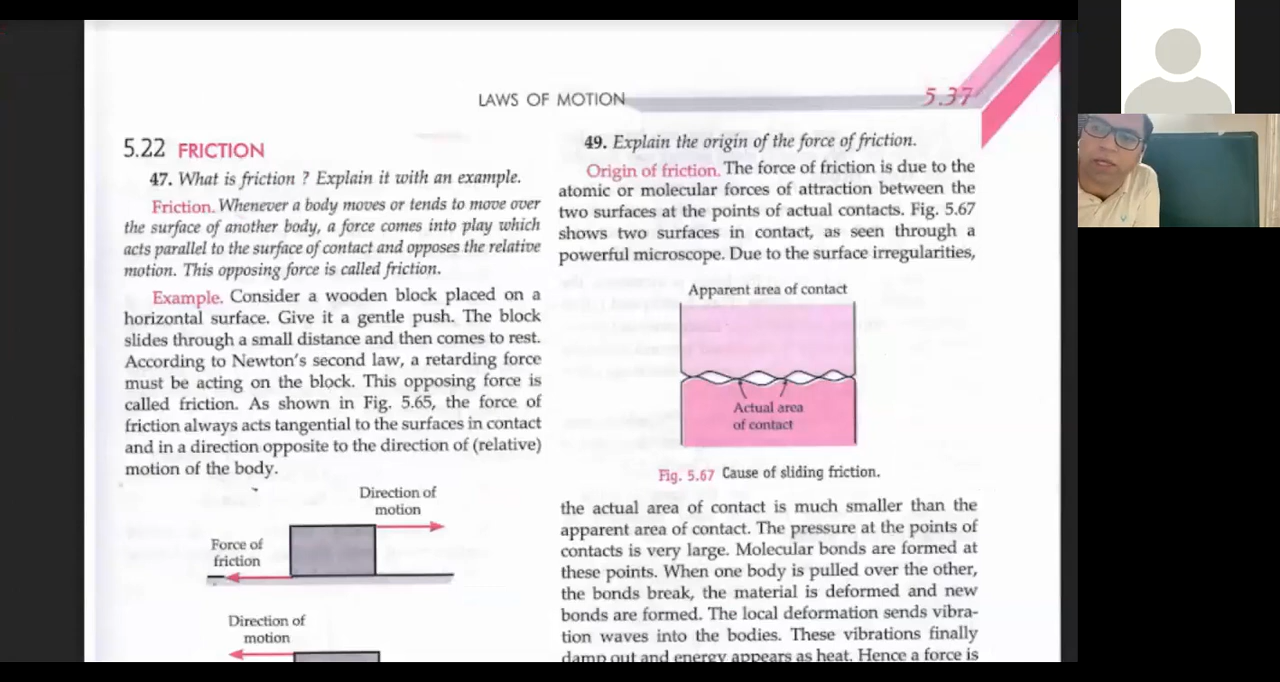 LAWS OF MOTION
5.37
5.22 FRICTION
47. What is friction ? Explain it with an example.
Friction. Whenever a body moves or tends to move over
the surface of another body, a force comes into play which
acts parallel to the surface of contact and opposes the relative
motion. This opposing force is called friction.
Example. Consider a wooden block placed on a
horizontal surface. Give it a gentle push. The block
slides through a small distance and then comes to rest.
According to Newton's second law, a retarding force
must be acting on the block. This opposing force is
called friction. As shown in Fig. 5.65, the force of
friction always acts tangential to the surfaces in contact
and in a direction opposite to the direction of (relative)
motion of the body.
Direction of
motion
Force of
friction
Direction of
motion
49. Explain the origin of the force of friction.
Origin of friction. The force of friction is due to the
atomic or molecular forces of attraction between the
two surfaces at the points of actual contacts. Fig. 5.67
shows two surfaces in contact, as seen through a
powerful microscope. Due to the surface irregularities,
Apparent area of contact
Actual area
of contact
Fig. 5.67 Cause of sliding friction.
the actual area of contact is much smaller than the
apparent area of contact. The pressure at the points of
contacts is very large. Molecular bonds are formed at
these points. When one body is pulled over the other,
the bonds break, the material is deformed and new
bonds are formed. The local deformation sends vibra-
tion waves into the bodies. These vibrations finally
damp out and energy appears as heat. Hence a force is